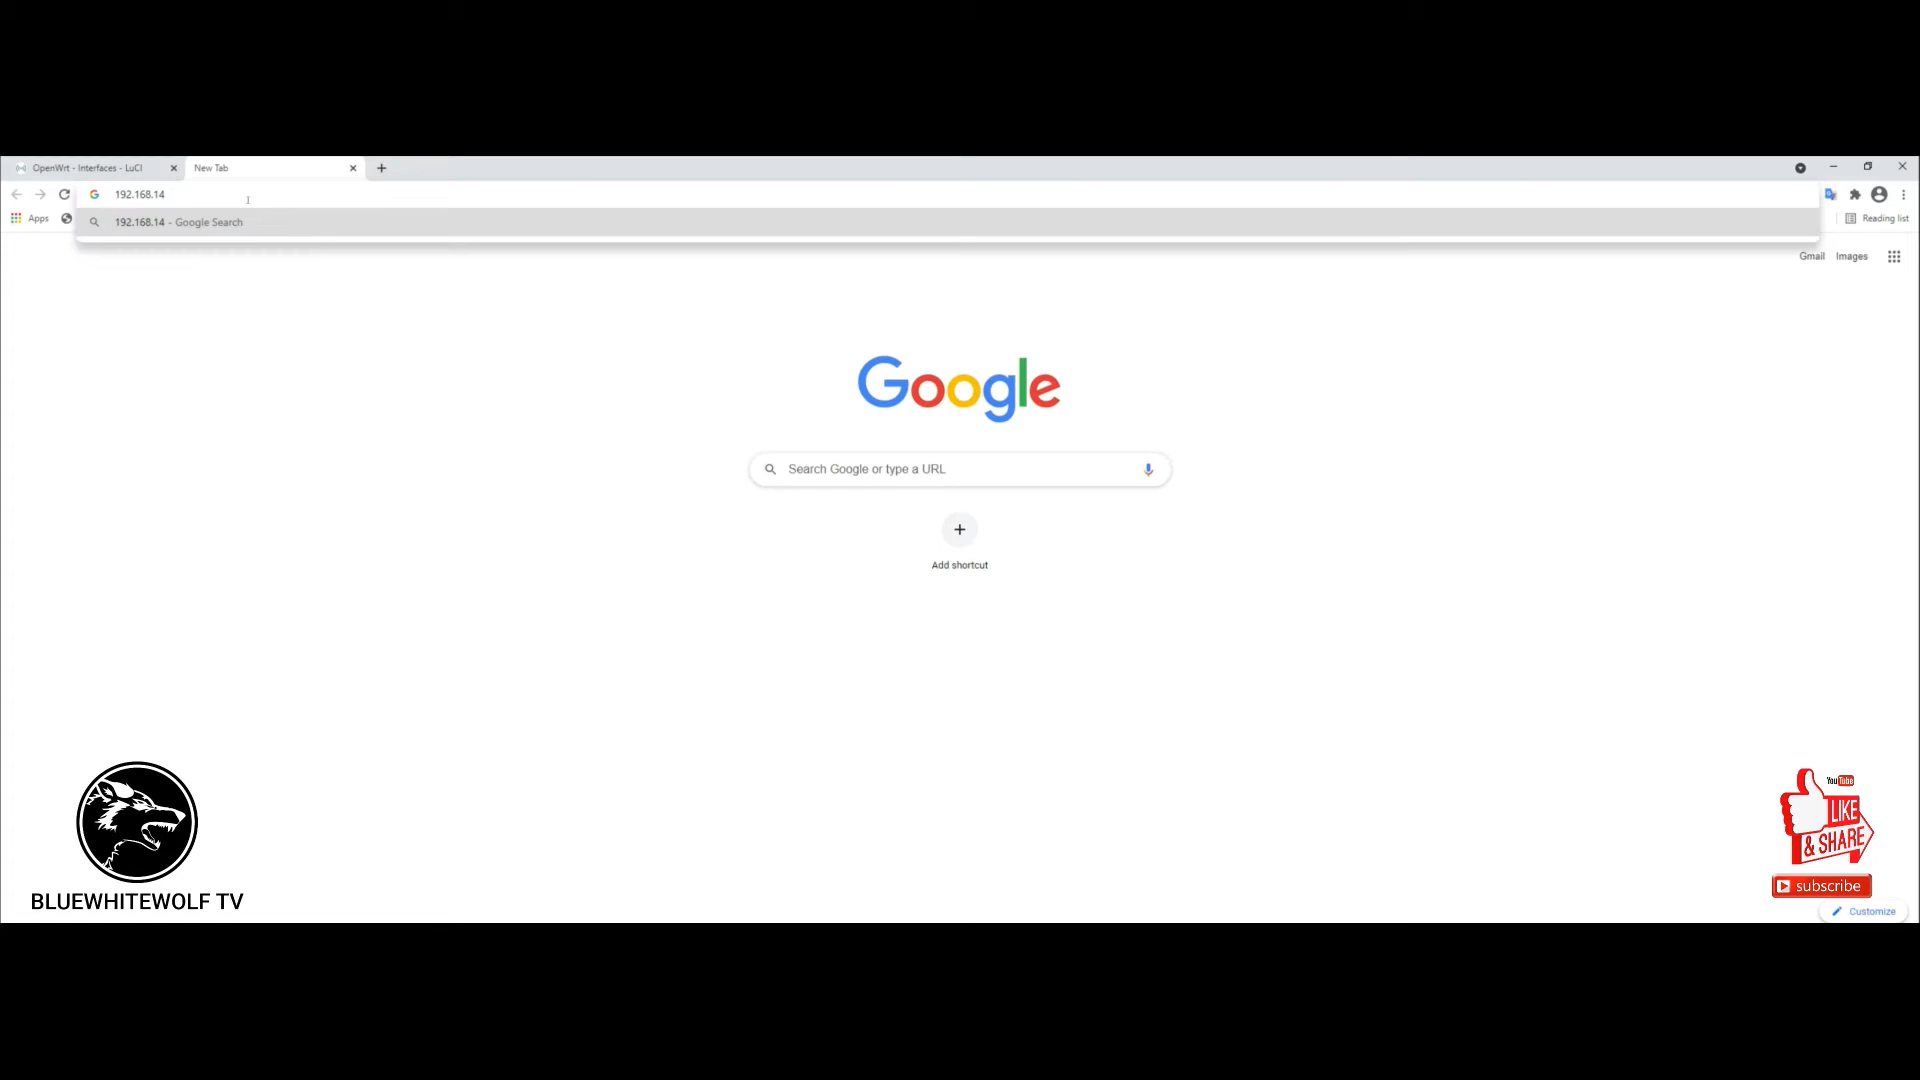 OpenWrt - Interfaces - LuCI
New Tab
192.168.14
Apps
192.168.14 - Google Search
Reading list
Gmail Images
Google
Search Google or type a URL
Add shortcut
YouTube
LIKE
& SHARE
subscribe
BLUEWHITEWOLF TV
Customize